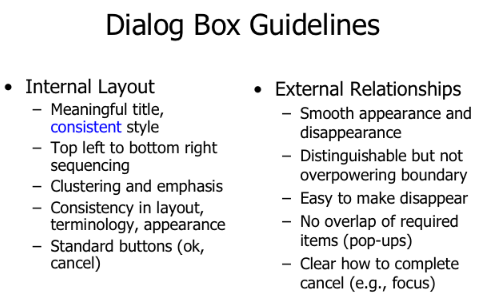 Dialog Box Guidelines
• Internal Layout
– Meaningful title,
consistent style
– Top left to bottom right
sequencing
– Clustering and emphasis
– Consistency in layout,
terminology, appearance
– Standard buttons (ok,
cancel)
• External Relationships
– Smooth appearance and
disappearance
– Distinguishable but not
overpowering boundary
– Easy to make disappear
– No overlap of required
items (pop-ups)
– Clear how to complete
cancel (e.g., focus)